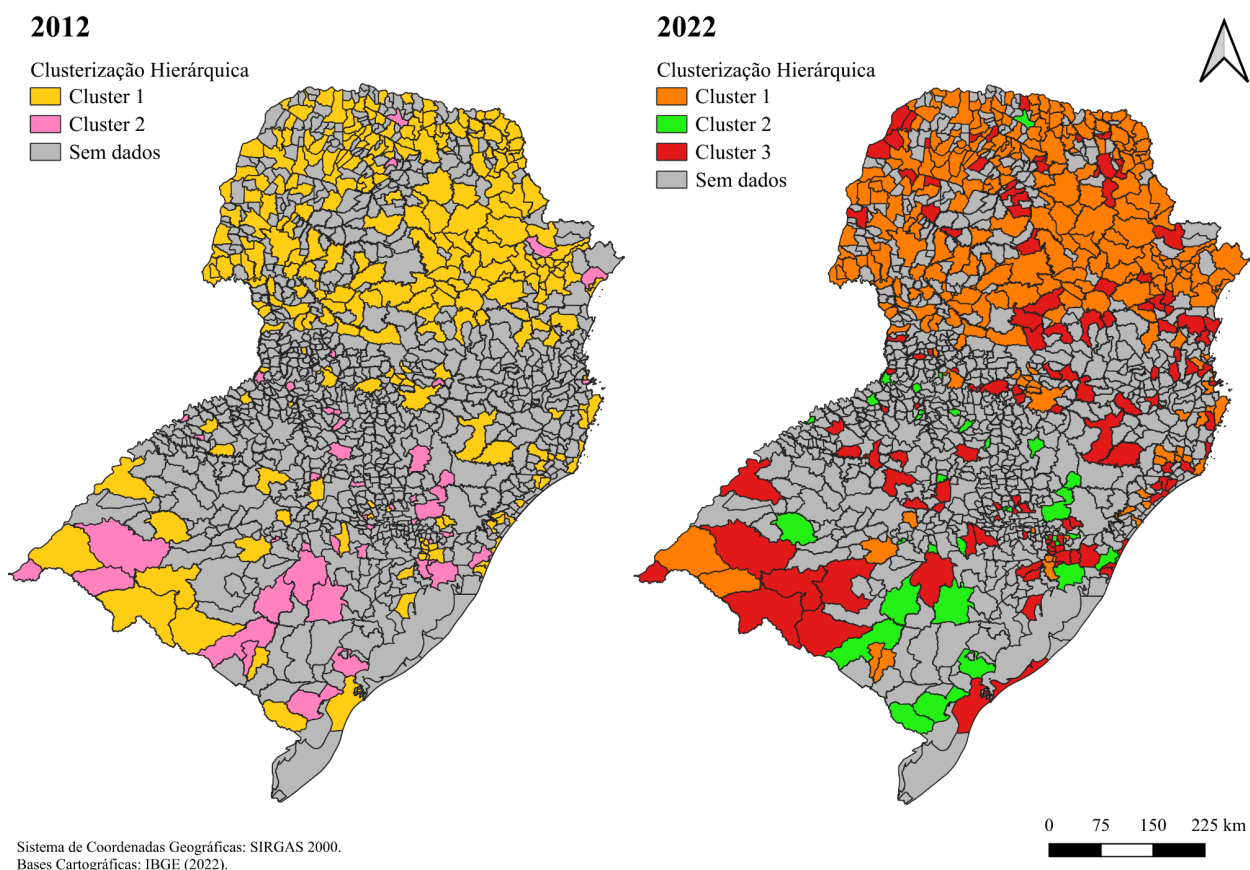 2012
Clusterização Hierárquica
Cluster 1
Cluster 2
Sem dados
2022
Clusterização Hierárquica
Cluster 1
Cluster 2
Cluster 3
Sem dados
0 75 150 225 km
Sistema de Coordenadas Geográficas: SIRGAS 2000.
Bases Cartográficas: IBGE (2022).